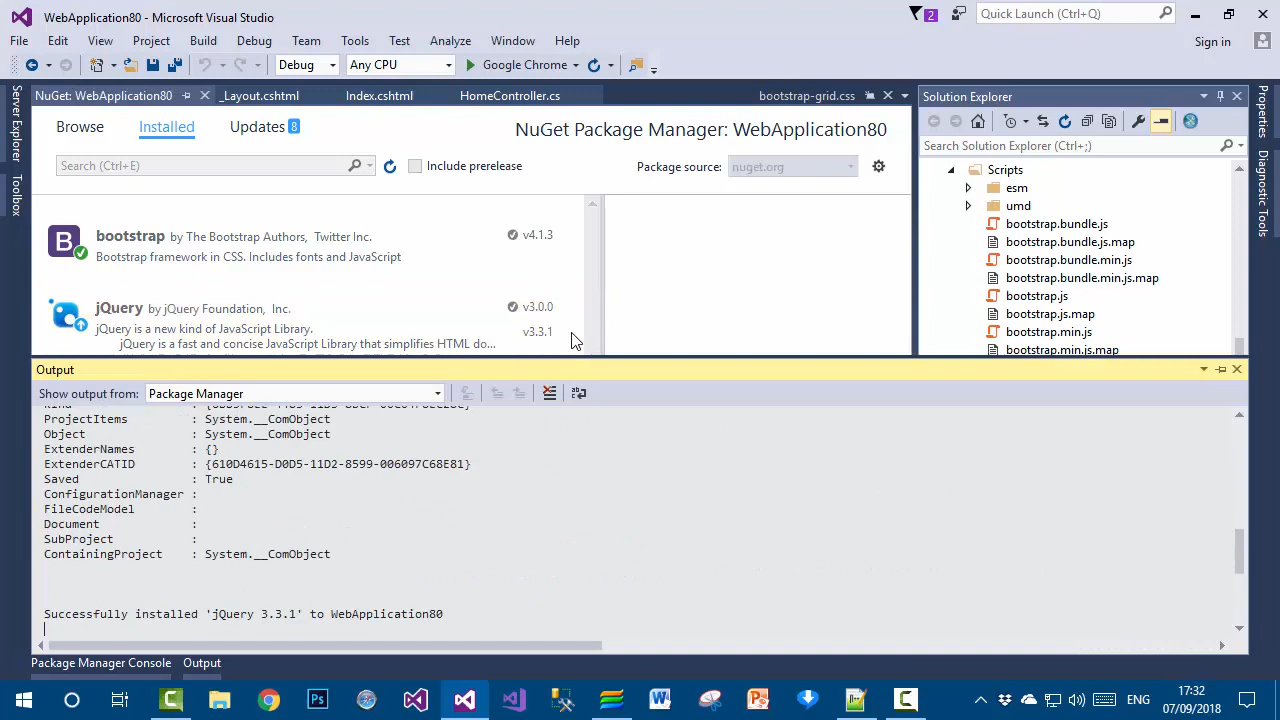 WebApplication80 - Microsoft Visual Studio
2
Quick Launch (Ctrl+Q)
File Edit View Project Build Debug Team Tools Test Analyze Window Help
Sign in
Debug Any CPU Google Chrome
NuGet: WebApplication80 _Layout.cshtml Index.cshtml HomeController.cs bootstrap-grid.css
Server Explorer
Toolbox
Browse Installed Updates 8
NuGet Package Manager: WebApplication80
Search (Ctrl+E) Include prerelease Package source: nuget.org
B bootstrap by The Bootstrap Authors, Twitter Inc. v4.1.3
Bootstrap framework in CSS. Includes fonts and JavaScript
jQuery by jQuery Foundation, Inc. v3.0.0
jQuery is a new kind of JavaScript Library. v3.3.1
jQuery is a fast and concise JavaScript Library that simplifies HTML do...
Solution Explorer
Search Solution Explorer (Ctrl+;)
Scripts
esm
umd
bootstrap.bundle.js
bootstrap.bundle.js.map
bootstrap.bundle.min.js
bootstrap.bundle.min.js.map
bootstrap.js
bootstrap.js.map
bootstrap.min.js
bootstrap.min.js.map
Properties
Diagnostic Tools
Output
Show output from: Package Manager
ProjectItems : System.__ComObject
Object : System.__ComObject
ExtenderNames : {}
ExtenderCATID : {610D4615-D0D5-11D2-8599-006097C68E81}
Saved : True
ConfigurationManager :
FileCodeModel :
Document :
SubProject :
ContainingProject : System.__ComObject
Successfully installed 'jQuery 3.3.1' to WebApplication80
Package Manager Console Output
Ps
ENG
17:32
07/09/2018